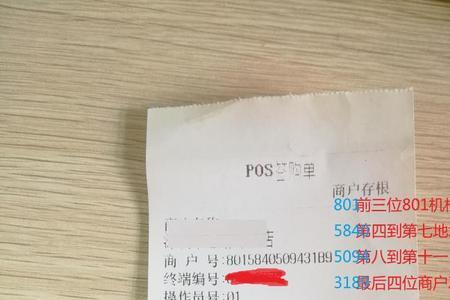 POS签购单
商户存根
店
商 户 号:801584050943189
终端编号:
操作员号:01
801前三位801机构
584第四到第七地
509第八到第十一
318最后四位商户